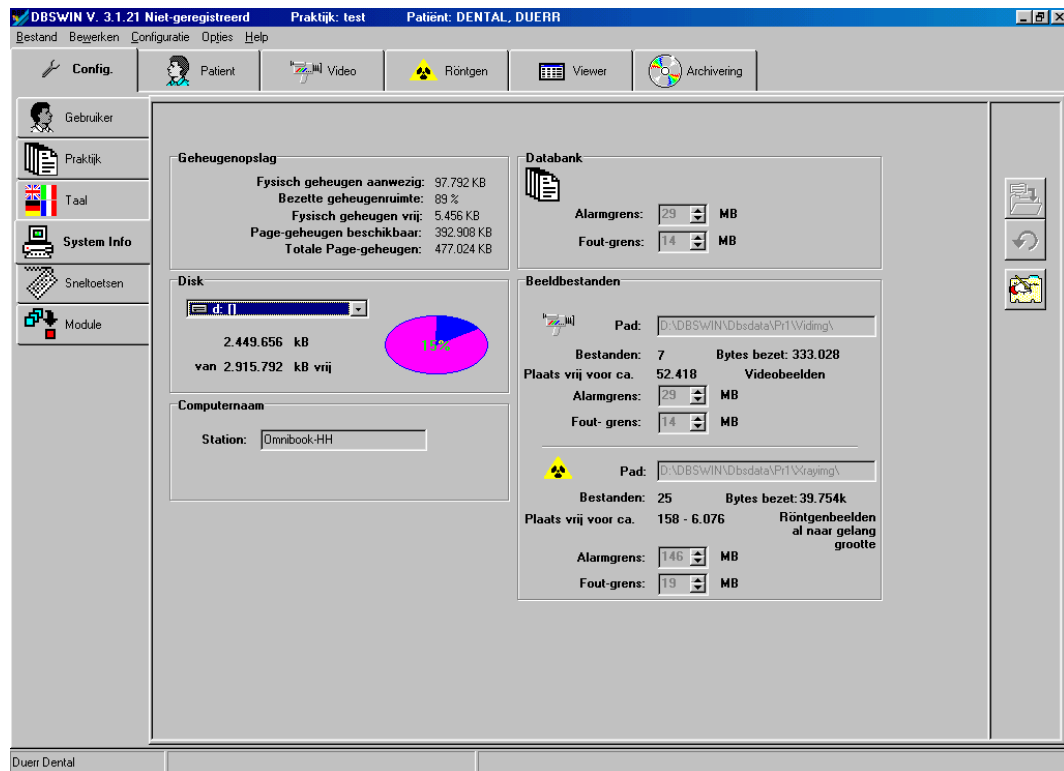 DBSWIN V. 3.1.21 Niet-geregistreerd Praktijk: test Patiënt: DENTAL, DUERR
Bestand Bewerken Configuratie Opties Help
Config. Patient Video Röntgen Viewer Archivering
Gebruiker
Praktijk
Taal
System Info
Sneltoetsen
Module
Geheugenopslag
Fysisch geheugen aanwezig: 97.792 KB
Bezette geheugenruimte: 89 %
Fysisch geheugen vrij: 5.456 KB
Page-geheugen beschikbaar: 392.908 KB
Totale Page-geheugen: 477.024 KB
Disk
d: []
2.449.656 kB
van 2.915.792 kB vrij
15%
Computernaam
Station: Omnibook-HH
Databank
Alarmgrens: 29 MB
Fout-grens: 14 MB
Beeldbestanden
Pad: D:\DBSWIN\Dbsdata\Pr1\Vidimg\
Bestanden: 7 Bytes bezet: 333.028
Plaats vrij voor ca. 52.418 Videobeelden
Alarmgrens: 29 MB
Fout- grens: 14 MB
Pad: D:\DBSWIN\Dbsdata\Pr1\Xrayimg\
Bestanden: 25 Bytes bezet: 39.754k
Plaats vrij voor ca. 158 - 6.076 Röntgenbeelden
al naar gelang
grootte
Alarmgrens: 146 MB
Fout-grens: 19 MB
Duerr Dental